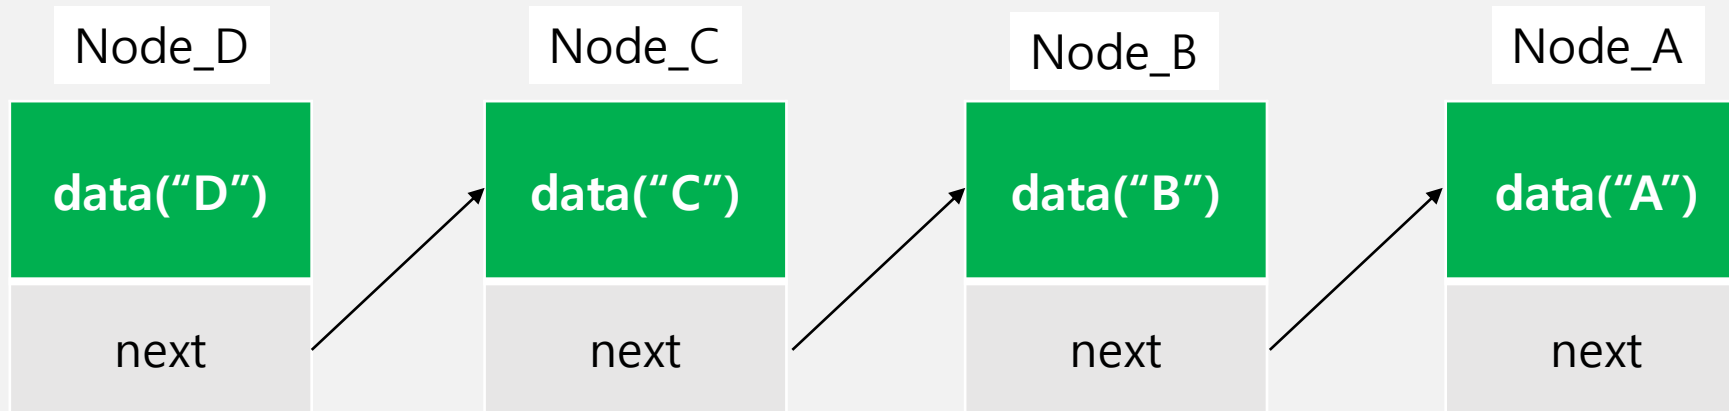 Node_D
Node_C
Node_B
Node_A
data(“D”)
data(“C”)
data(“B”)
data(“A”)
next
next
next
next